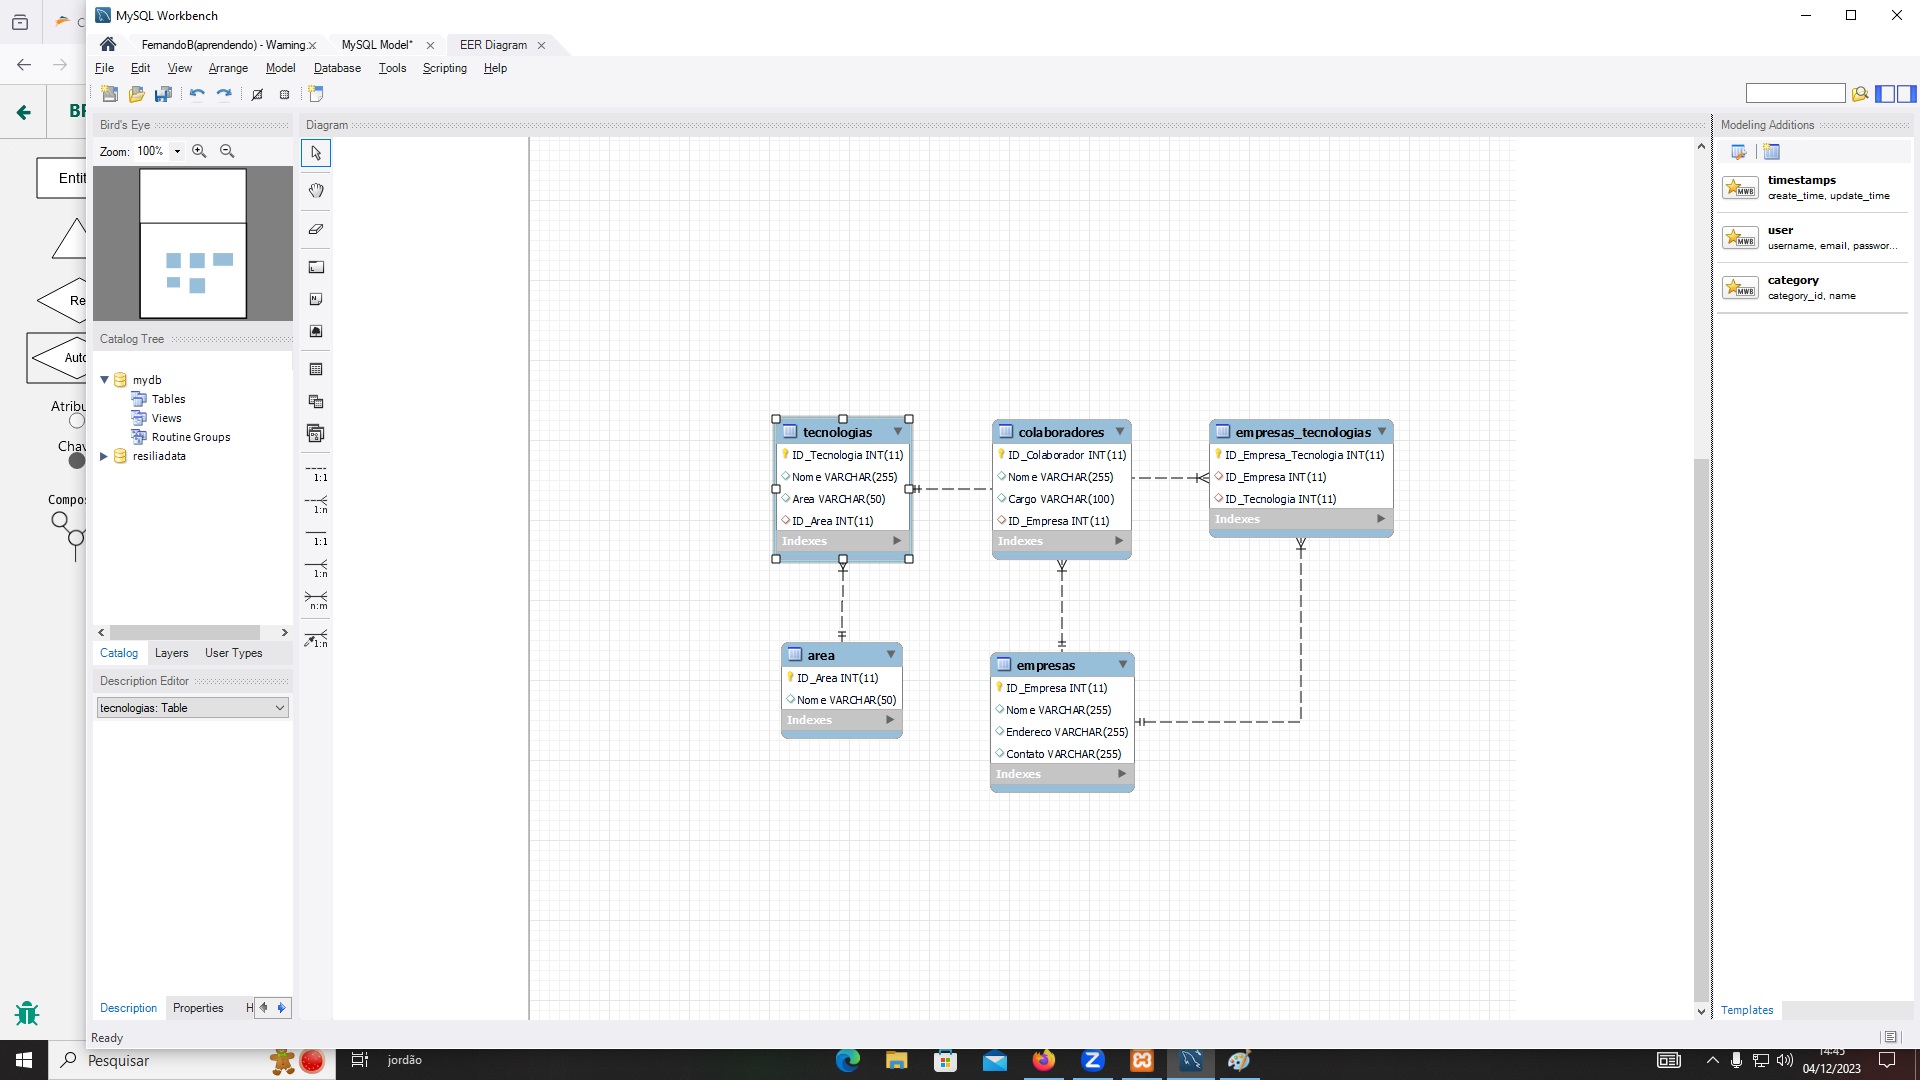 MySQL Workbench
FernandoB(aprendendo) - Warning...
MySQL Model*
EER Diagram
File Edit View Arrange Model Database Tools Scripting Help
Bird's Eye
Diagram
Modeling Additions
Zoom: 100%
timestamps
create_time, update_time
user
username, email, passwor...
category
category_id, name
Catalog Tree
mydb
Tables
Views
Routine Groups
resiliadata
Catalog Layers User Types
Description Editor
tecnologias: Table
Description Properties H
1:1
1:n
1:1
1:n
n:m
1:n
tecnologias
ID_Tecnologia INT(11)
Nome VARCHAR(255)
Area VARCHAR(50)
ID_Area INT(11)
Indexes
colaboradores
ID_Colaborador INT(11)
Nome VARCHAR(255)
Cargo VARCHAR(100)
ID_Empresa INT(11)
Indexes
empresas_tecnologias
ID_Empresa_Tecnologia INT(11)
ID_Empresa INT(11)
ID_Tecnologia INT(11)
Indexes
area
ID_Area INT(11)
Nome VARCHAR(50)
Indexes
empresas
ID_Empresa INT(11)
Nome VARCHAR(255)
Endereco VARCHAR(255)
Contato VARCHAR(255)
Indexes
Templates
Ready
Entit
Re
Auto
Atribu
Chav
Compos
Pesquisar
jordão
14:45
04/12/2023